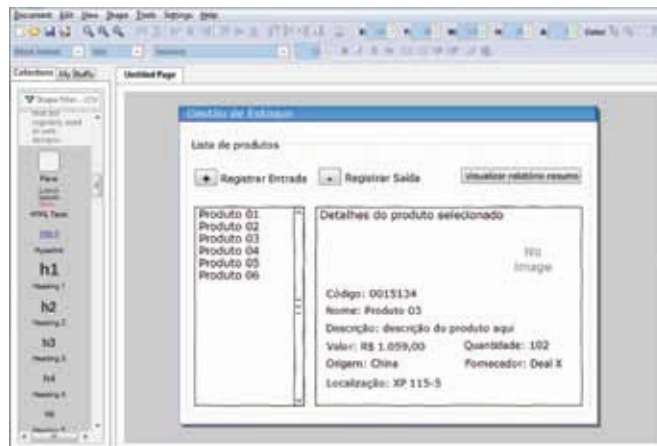 Document Edit View Shape Tools Settings Help
Collections My Stuffs
Untitled Page
Gestão de Estoque
Lista de produtos
+ Registrar Entrada - Registrar Saída Visualizar relatório resumo
Produto 01
Produto 02
Produto 03
Produto 04
Produto 05
Produto 06
Detalhes do produto selecionado
No
Image
Código: 0015134
Nome: Produto 03
Descrição: descrição do produto aqui
Valor: R$ 1.059,00 Quantidade: 102
Origem: China Fornecedor: Deal X
Localização: XP 115-3
Pane
HTML Table
h1
Heading 1
h2
Heading 2
h3
Heading 3
h4
Heading 4